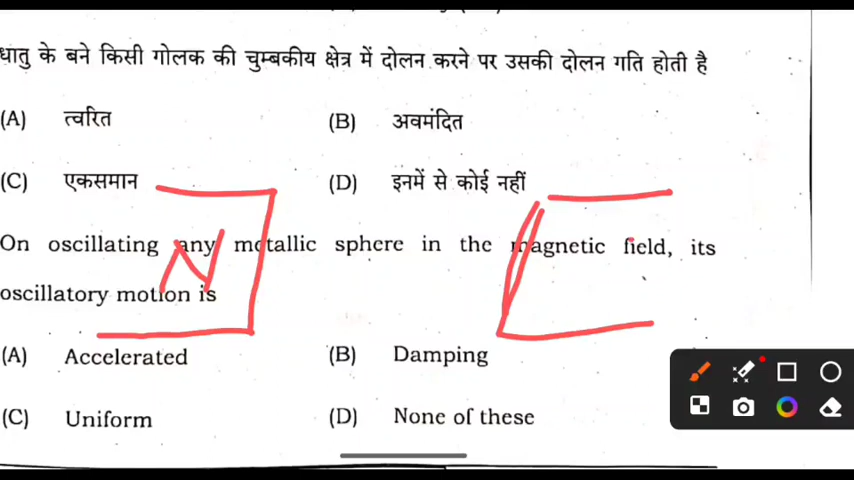 धातु के बने किसी गोलक की चुम्बकीय क्षेत्र में दोलन करने पर उसकी दोलन गति होती है
(A) त्वरित (B) अवमंदित
(C) एकसमान (D) इनमें से कोई नहीं
On oscillating any metallic sphere in the magnetic field, its
oscillatory motion is
N
(A) Accelerated (B) Damping
(C) Uniform (D) None of these